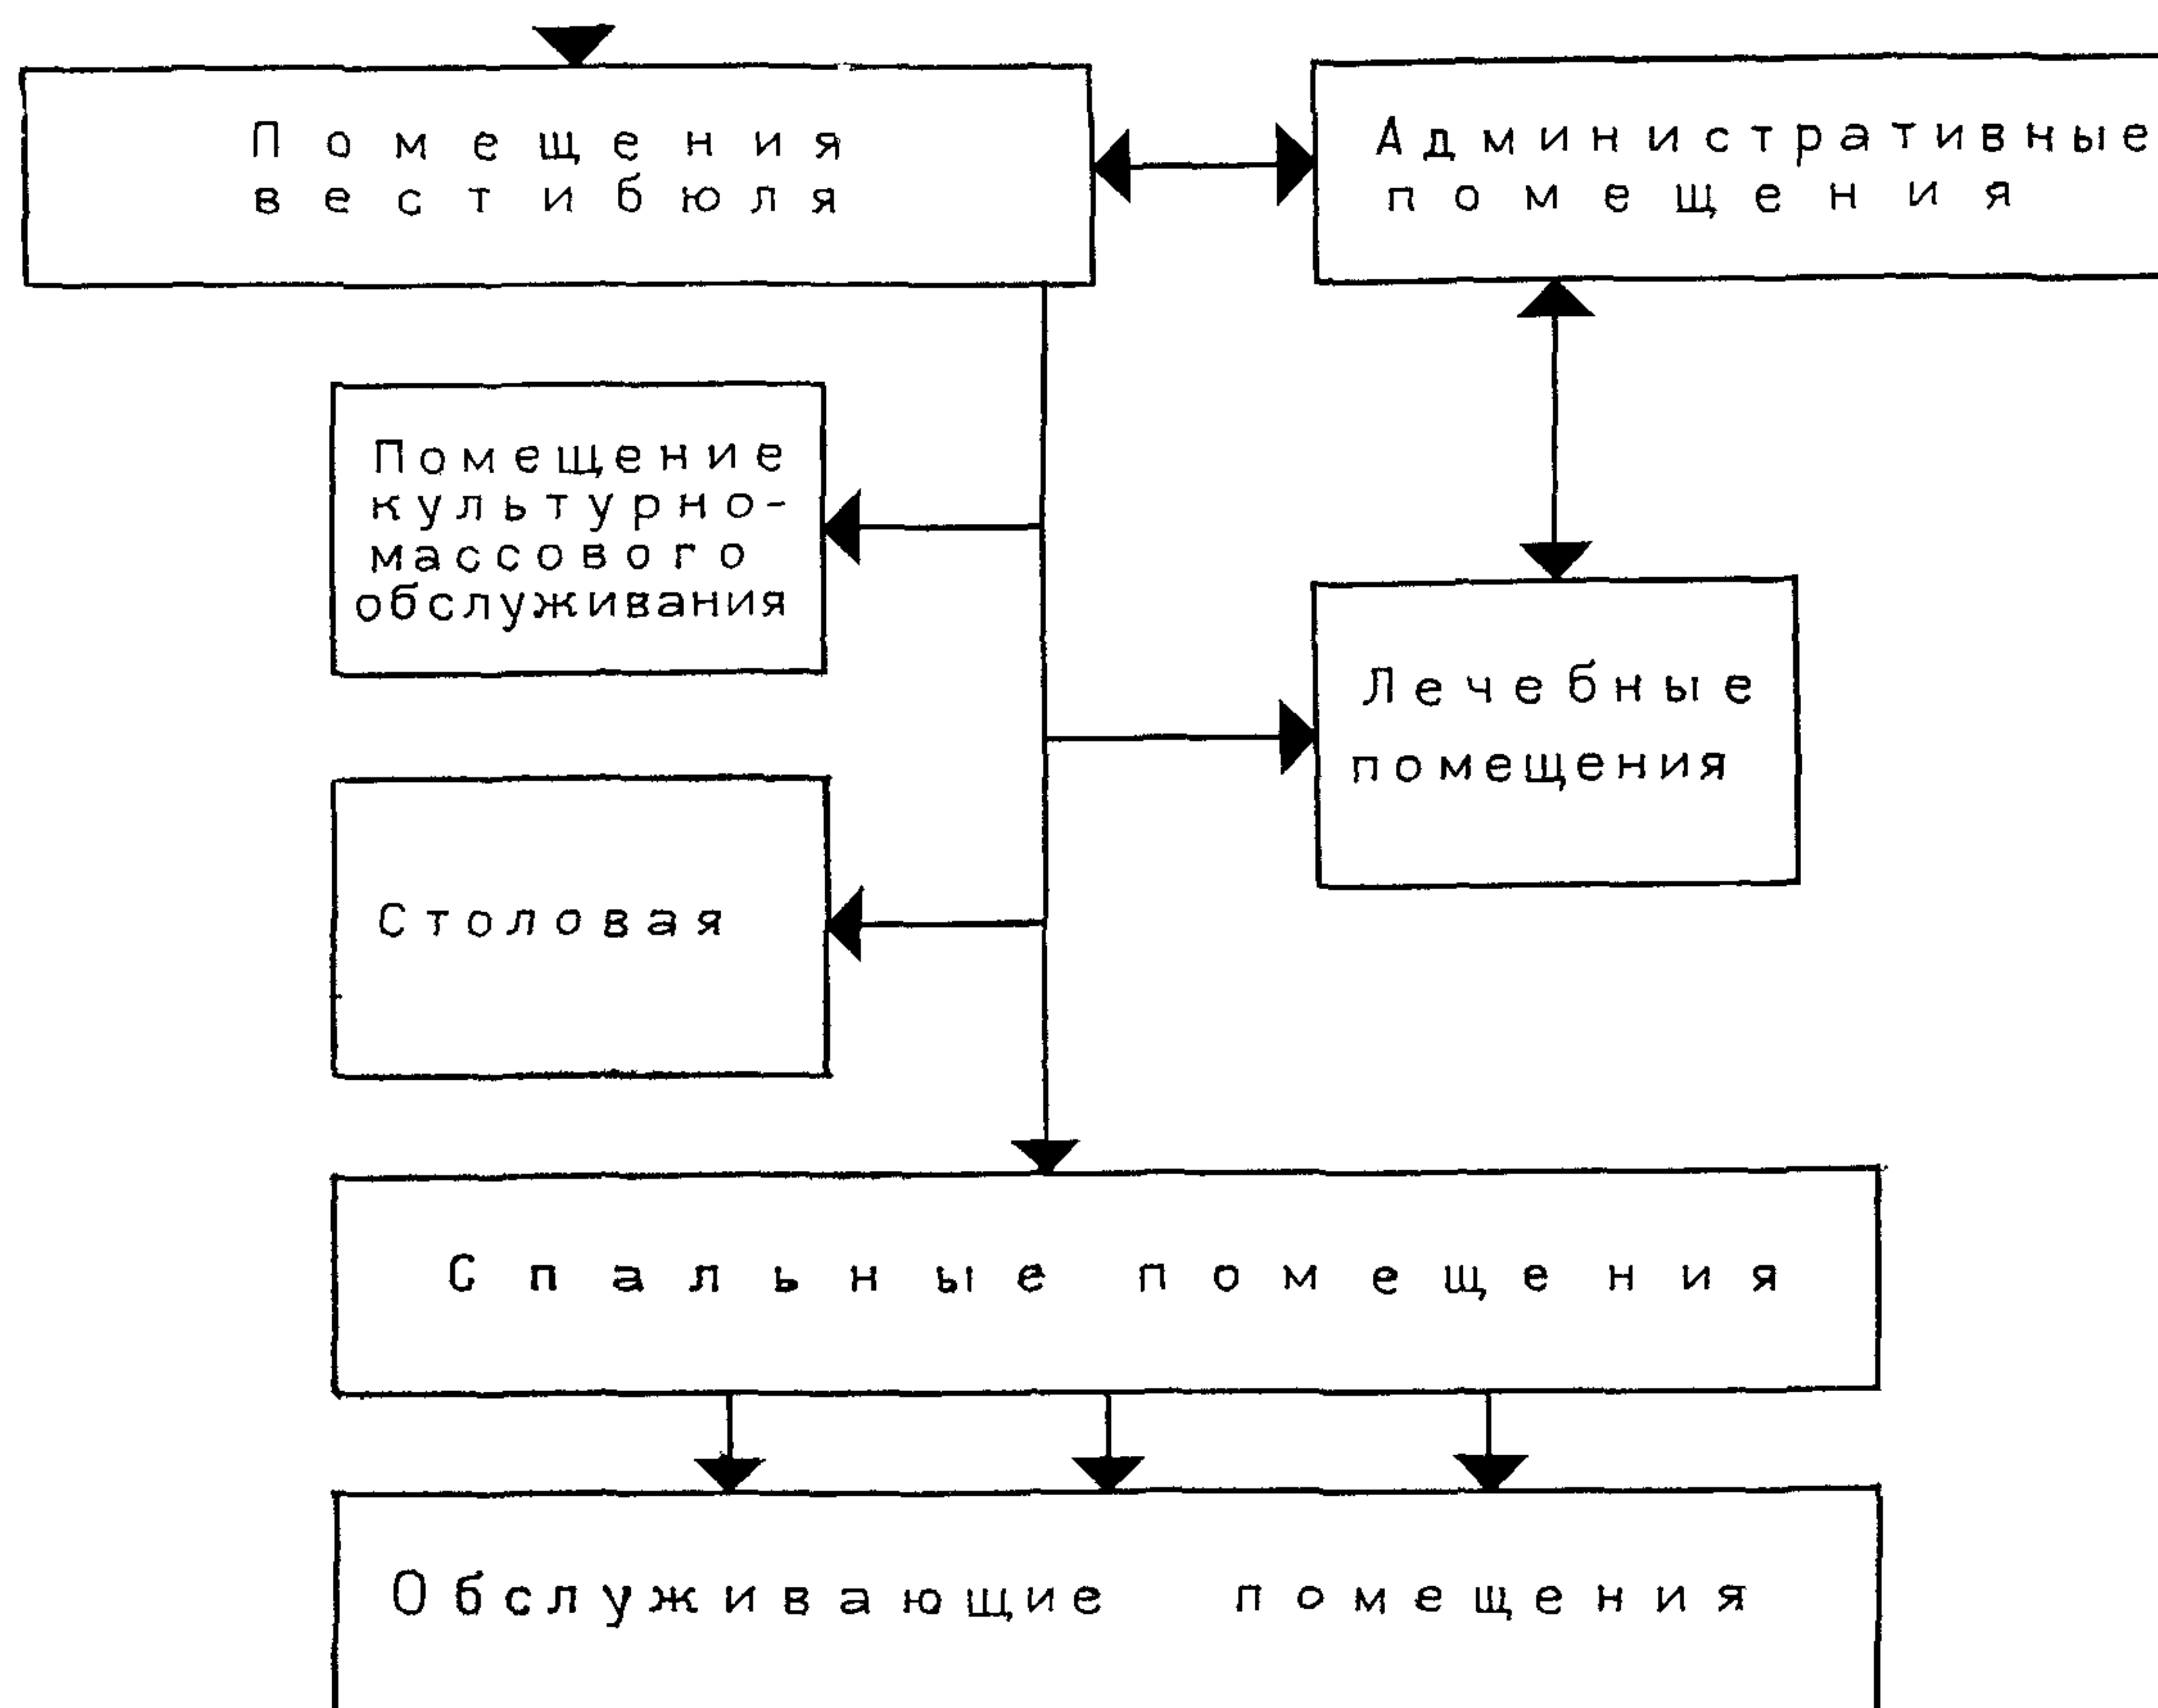 Помещения
вестибюля
Административные
помещения
Помещение
культурно-
массового
обслуживания
Лечебные
помещения
Столовая
Спальные помещения
Обслуживающие помещения